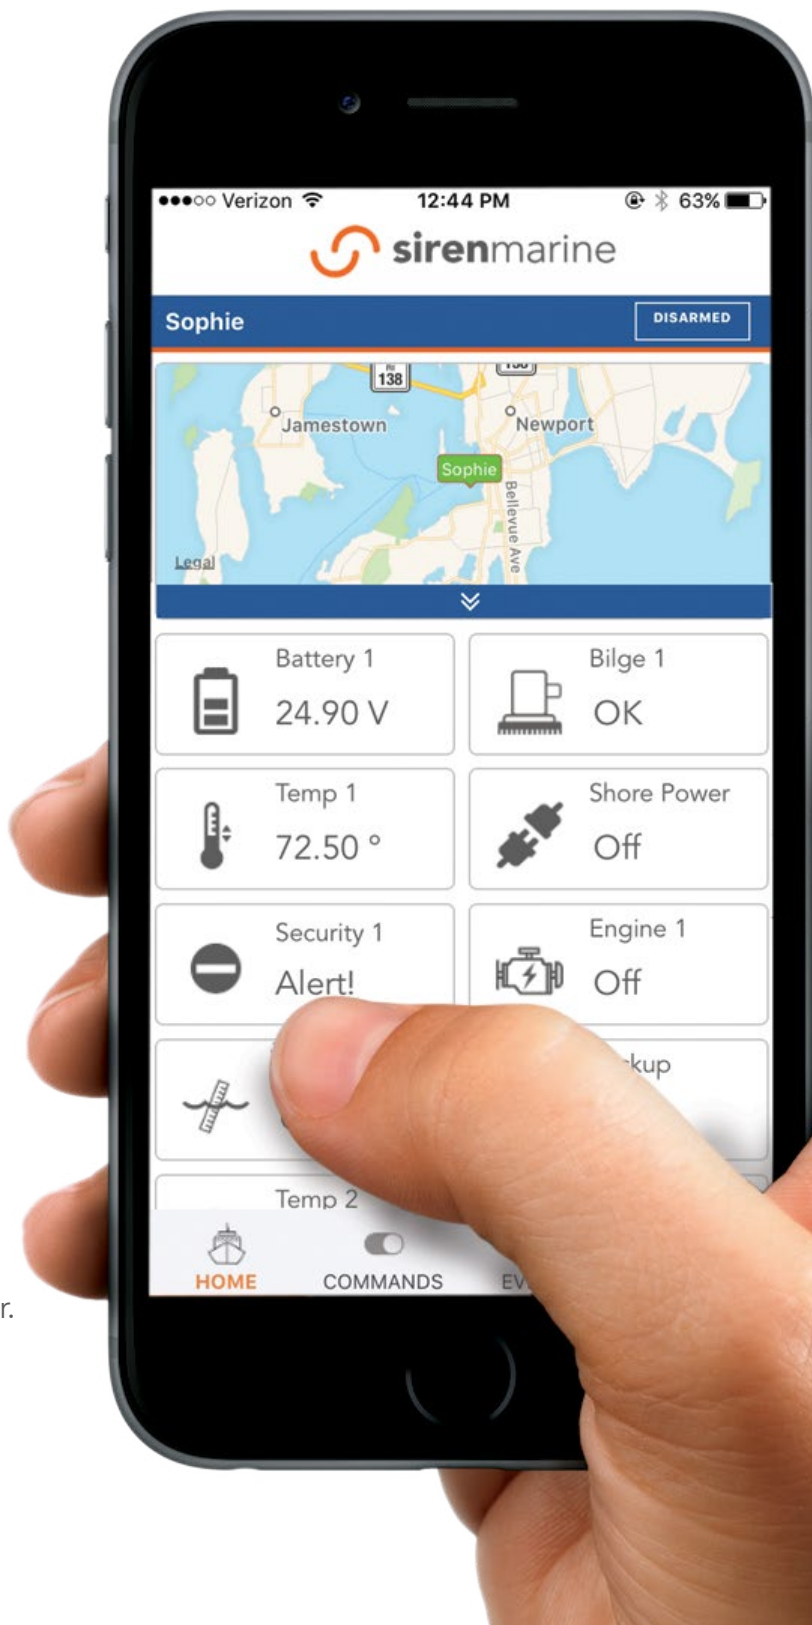 ●●●○○ Verizon 12:44 PM 63%
sirenmarine
Sophie DISARMED
RI
138
Jamestown
Newport
Sophie
Bellevue Ave
Legal
Battery 1
24.90 V
Bilge 1
OK
Temp 1
72.50 °
Shore Power
Off
Security 1
Alert!
Engine 1
Off
Temp 2
HOME COMMANDS
r.